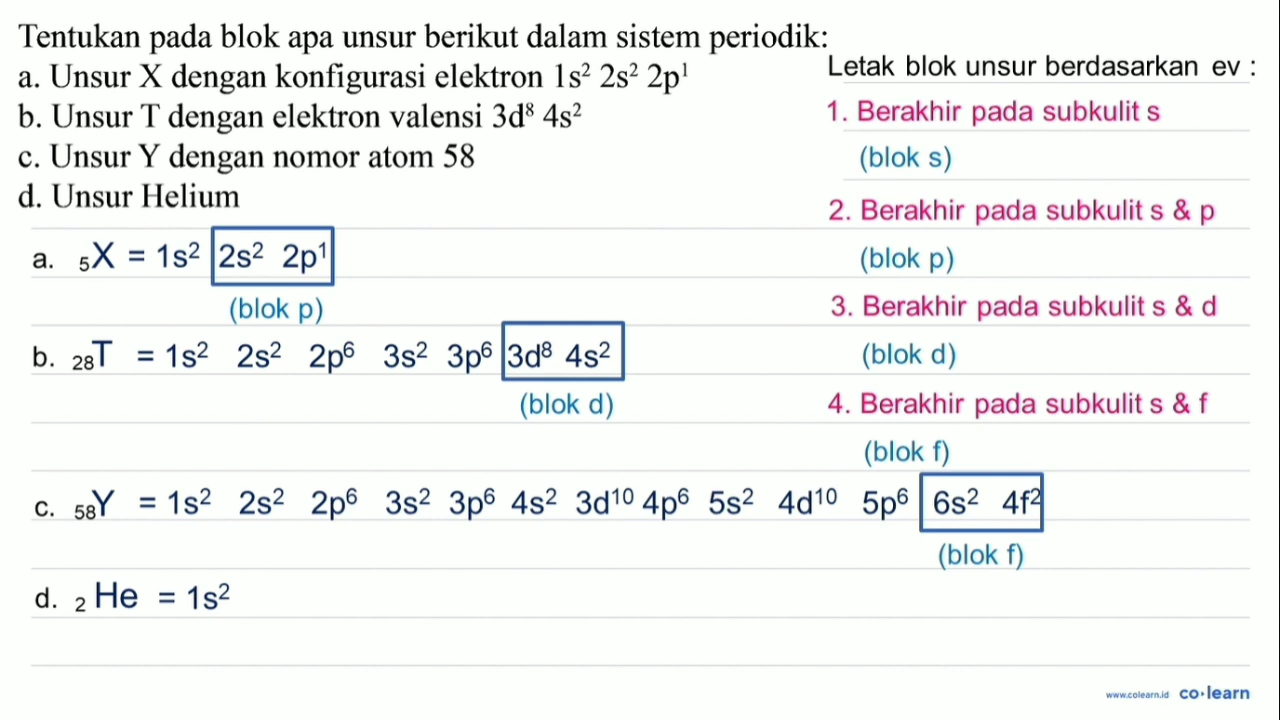 Tentukan pada blok apa unsur berikut dalam sistem periodik:
a. Unsur X dengan konfigurasi elektron 1s² 2s² 2p¹
b. Unsur T dengan elektron valensi 3d⁸ 4s²
c. Unsur Y dengan nomor atom 58
d. Unsur Helium
a. ₅X = 1s² 2s² 2p¹
(blok p)
b. ₂₈T = 1s² 2s² 2p⁶ 3s² 3p⁶ 3d⁸ 4s²
(blok d)
Letak blok unsur berdasarkan ev :
1. Berakhir pada subkulit s
(blok s)
2. Berakhir pada subkulit s & p
(blok p)
3. Berakhir pada subkulit s & d
(blok d)
4. Berakhir pada subkulit s & f
(blok f)
c. ₅₈Y = 1s² 2s² 2p⁶ 3s² 3p⁶ 4s² 3d¹⁰ 4p⁶ 5s² 4d¹⁰ 5p⁶ 6s² 4f²
(blok f)
d. ₂ He = 1s²
www.colearn.id co·learn